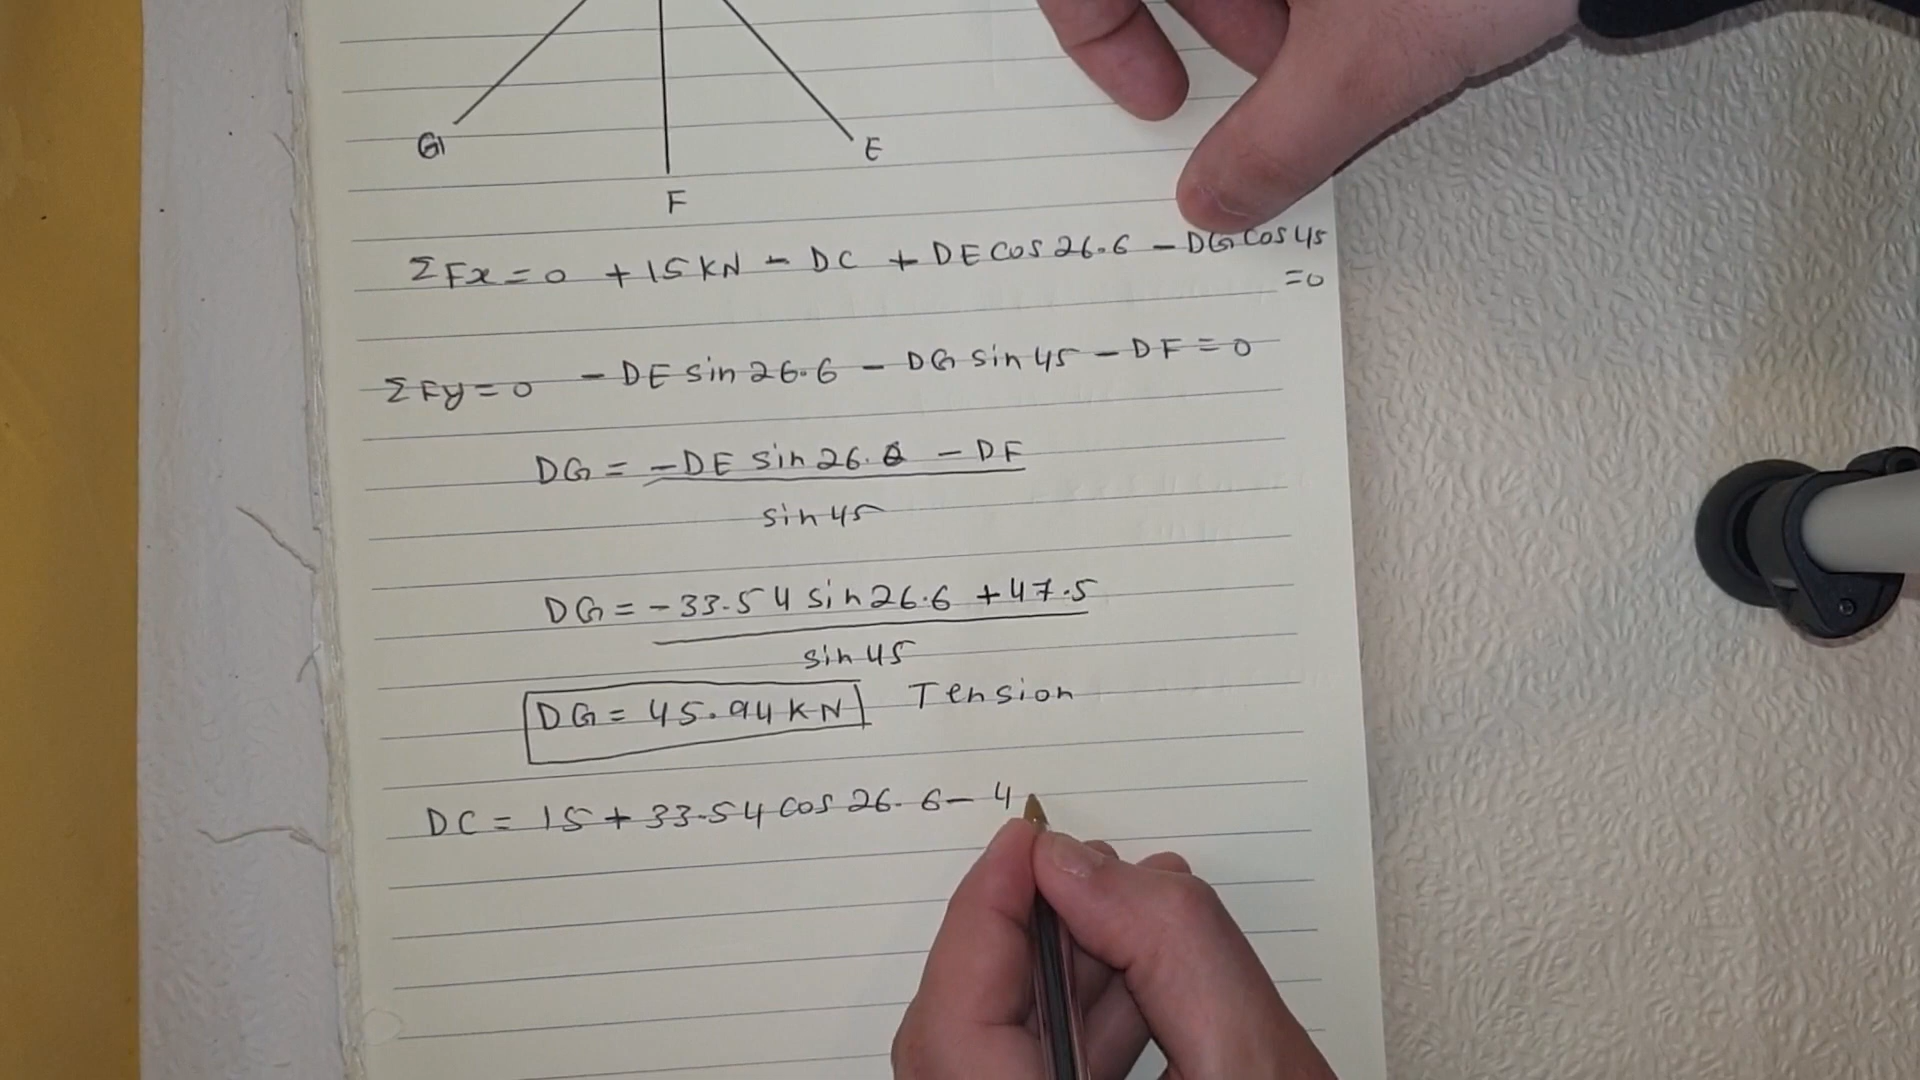 G
E
F
ΣFx = 0 + 15 KN - DC + DE cos 26.6 - DG cos 45
= 0
ΣFy = 0 - DE sin 26.6 - DG sin 45 - DF = 0
DG = -DE sin 26.6 - DF
sin 45
DG = -33.54 sin 26.6 + 47.5
sin 45
DG = 45.94 KN Tension
DC = 15 + 33.54 cos 26.6 - 4